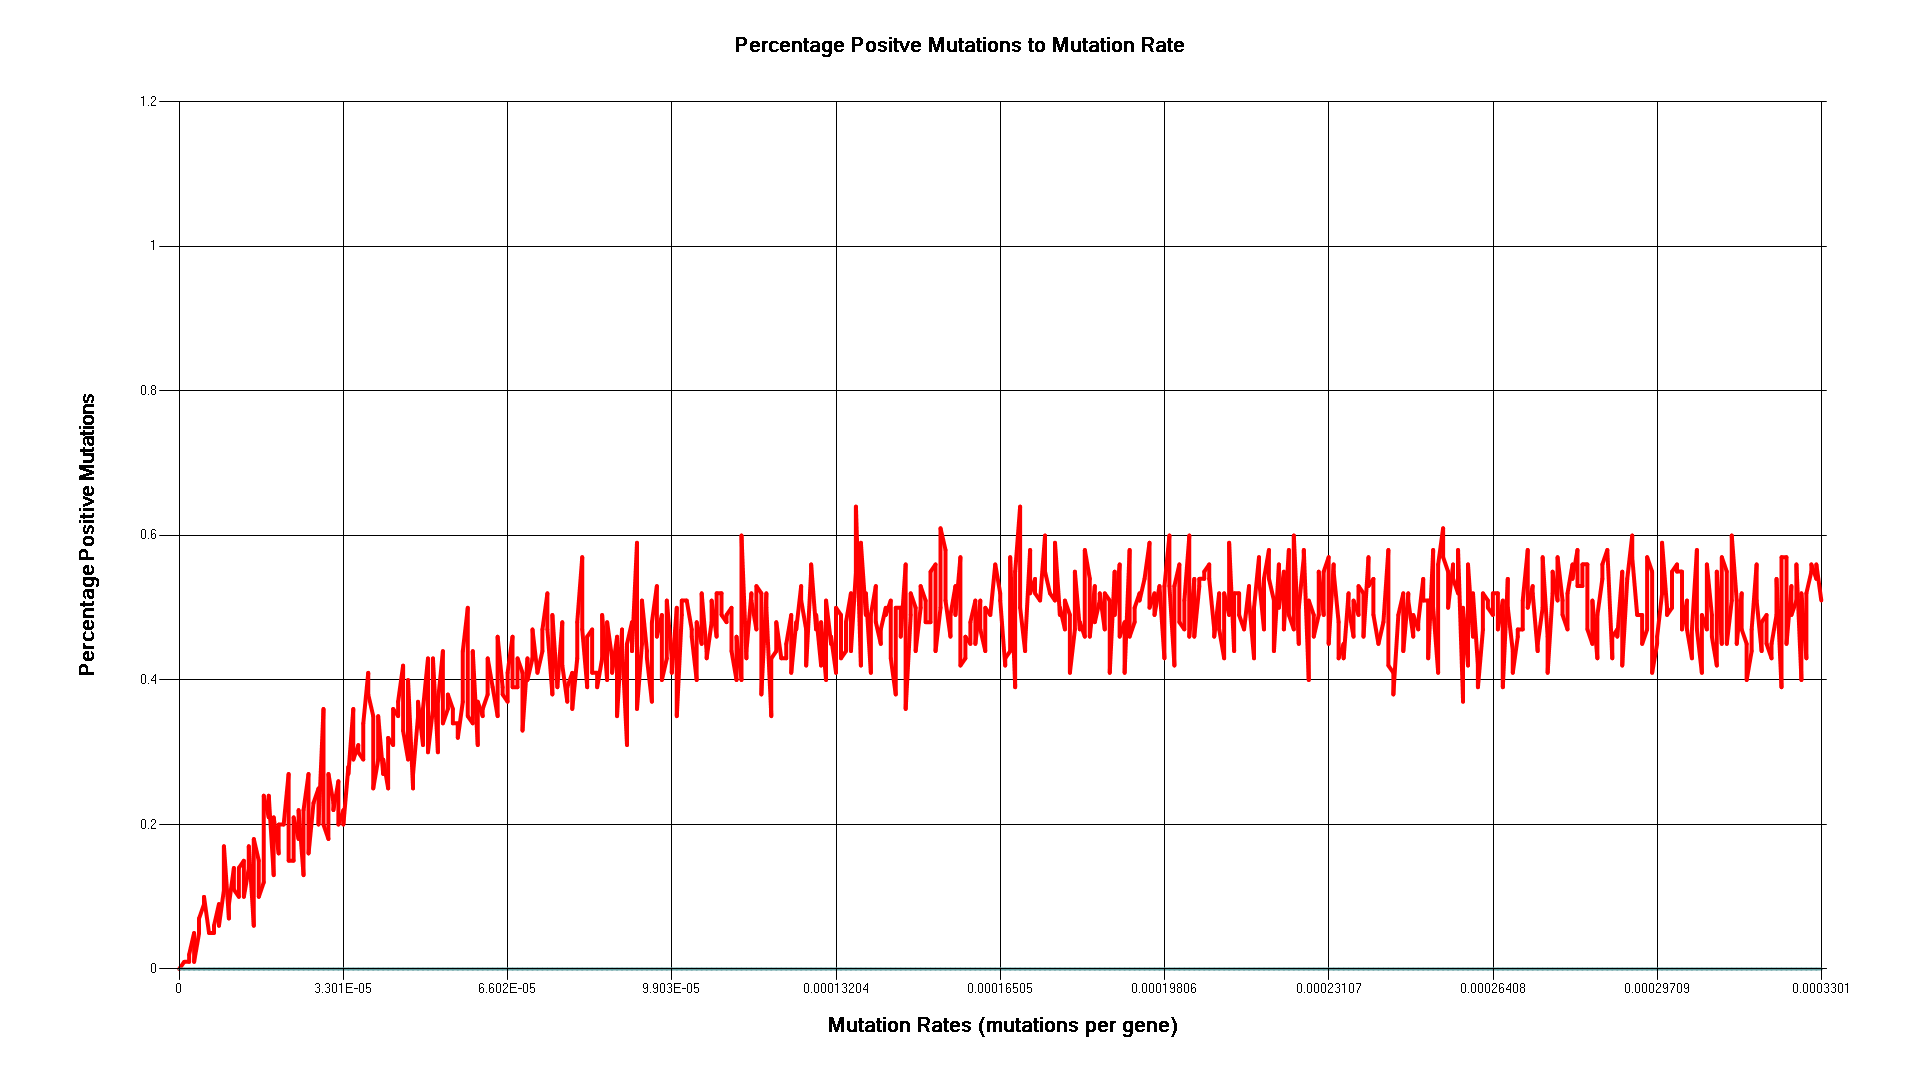 Percentage Positve Mutations to Mutation Rate
1.2
1
0.8
0.6
0.4
0.2
0
Percentage Positive Mutations
0 3.301E-05 6.602E-05 9.903E-05 0.00013204 0.00016505 0.00019806 0.00023107 0.00026408 0.00029709 0.0003301
Mutation Rates (mutations per gene)